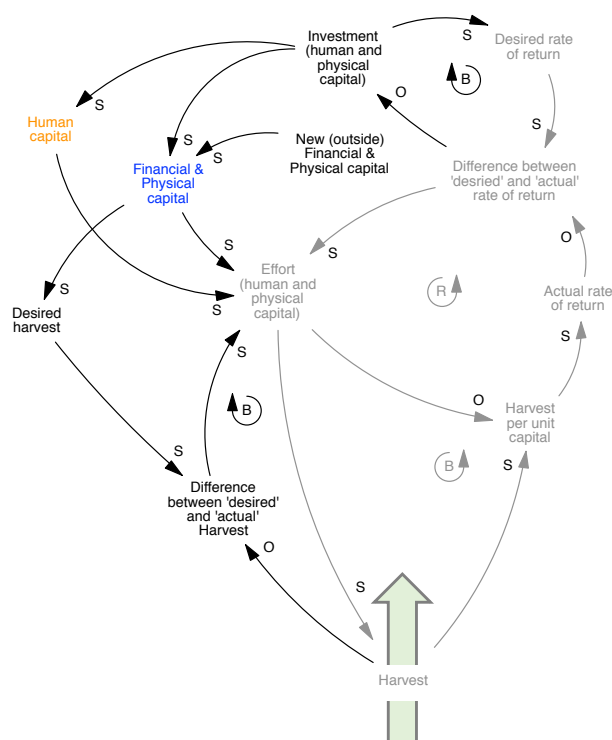 Investment
(human and
physical
capital)
S
Desired rate
of return
B
O
S
Human
capital
S
S
S
New (outside)
Financial &
Physical capital
Financial &
Physical
capital
Difference between
'desried' and 'actual'
rate of return
S
S
O
S
Effort
(human and
physical
capital)
R
Actual rate
of return
S
Desired
harvest
S
S
S
O
Harvest
per unit
capital
B
S
B
S
Difference
between 'desired'
and 'actual'
Harvest
O
S
Harvest